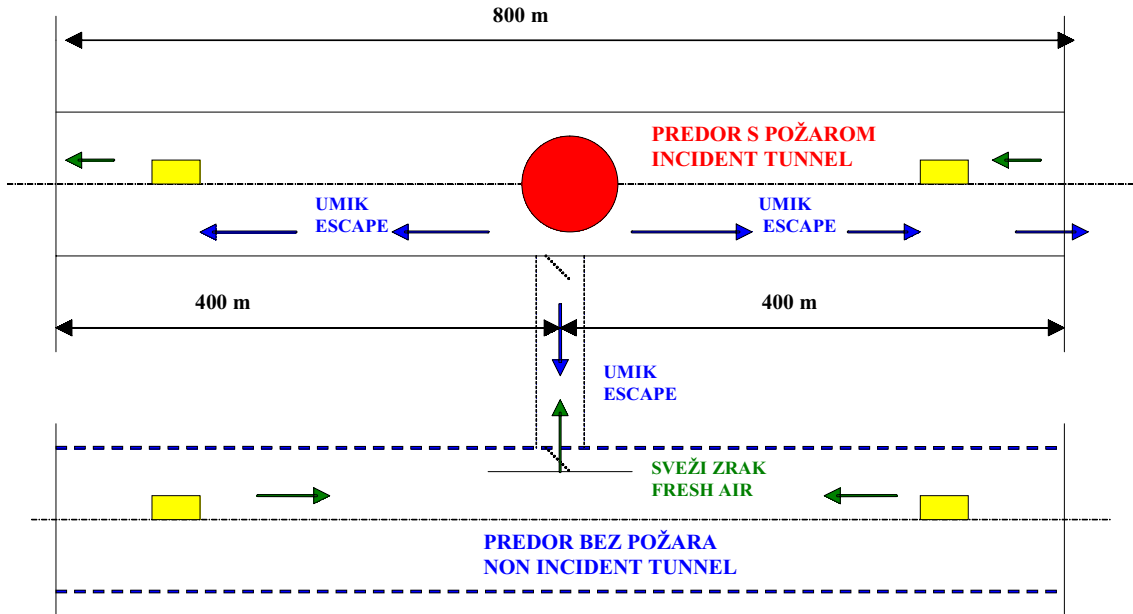 800 m
PREDOR S POŽAROM
INCIDENT TUNNEL
UMIK
ESCAPE
UMIK
ESCAPE
400 m
400 m
UMIK
ESCAPE
SVEŽI ZRAK
FRESH AIR
PREDOR BEZ POŽARA
NON INCIDENT TUNNEL